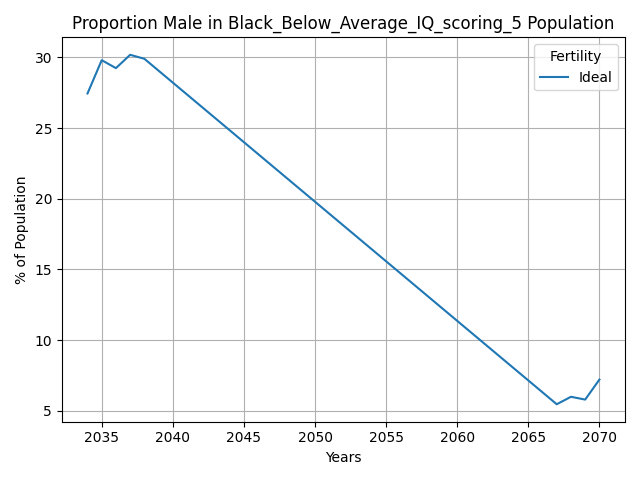 Proportion Male in Black_Below_Average_IQ_scoring_5 Population
Fertility
Ideal
% of Population
30
25
20
15
10
5
2035 2040 2045 2050 2055 2060 2065 2070
Years